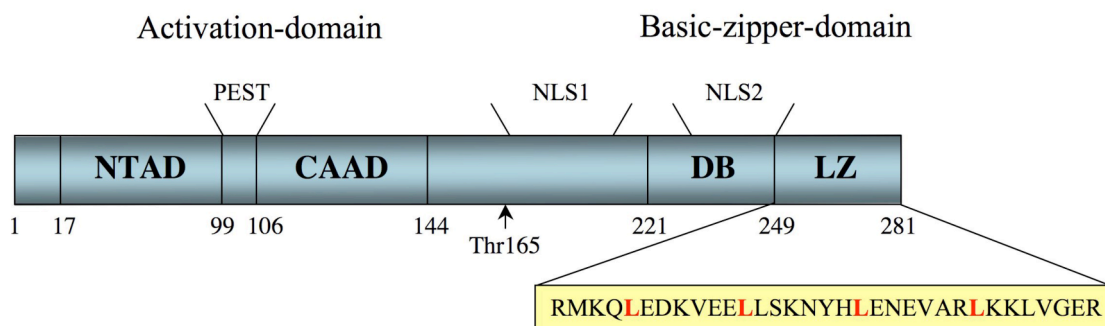 Activation-domain Basic-zipper-domain
PEST NLS1 NLS2
NTAD CAAD DB LZ
1 17 99 106 144 221 249 281
Thr165
RMKQLEDKVEELLSKNYHLENEVARLKKLVGER